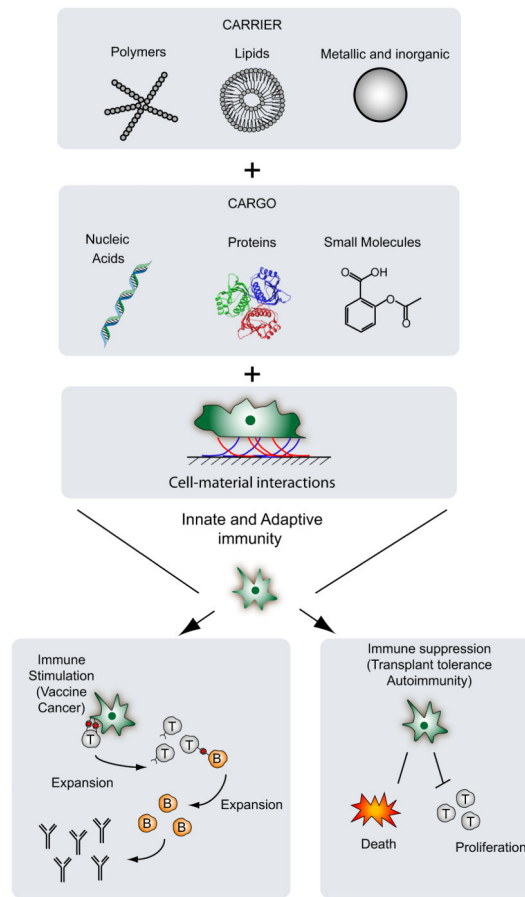 CARRIER
Polymers
Lipids
Metallic and inorganic
+
CARGO
Nucleic
Acids
Proteins
Small Molecules
O
OH
O
O
+
Cell-material interactions
Innate and Adaptive
immunity
Immune
Stimulation
(Vaccine
Cancer)
T
T
T
T
B
Expansion
Expansion
B
B
B
Immune suppression
(Transplant tolerance
Autoimmunity)
T
T
T
Death
Proliferation